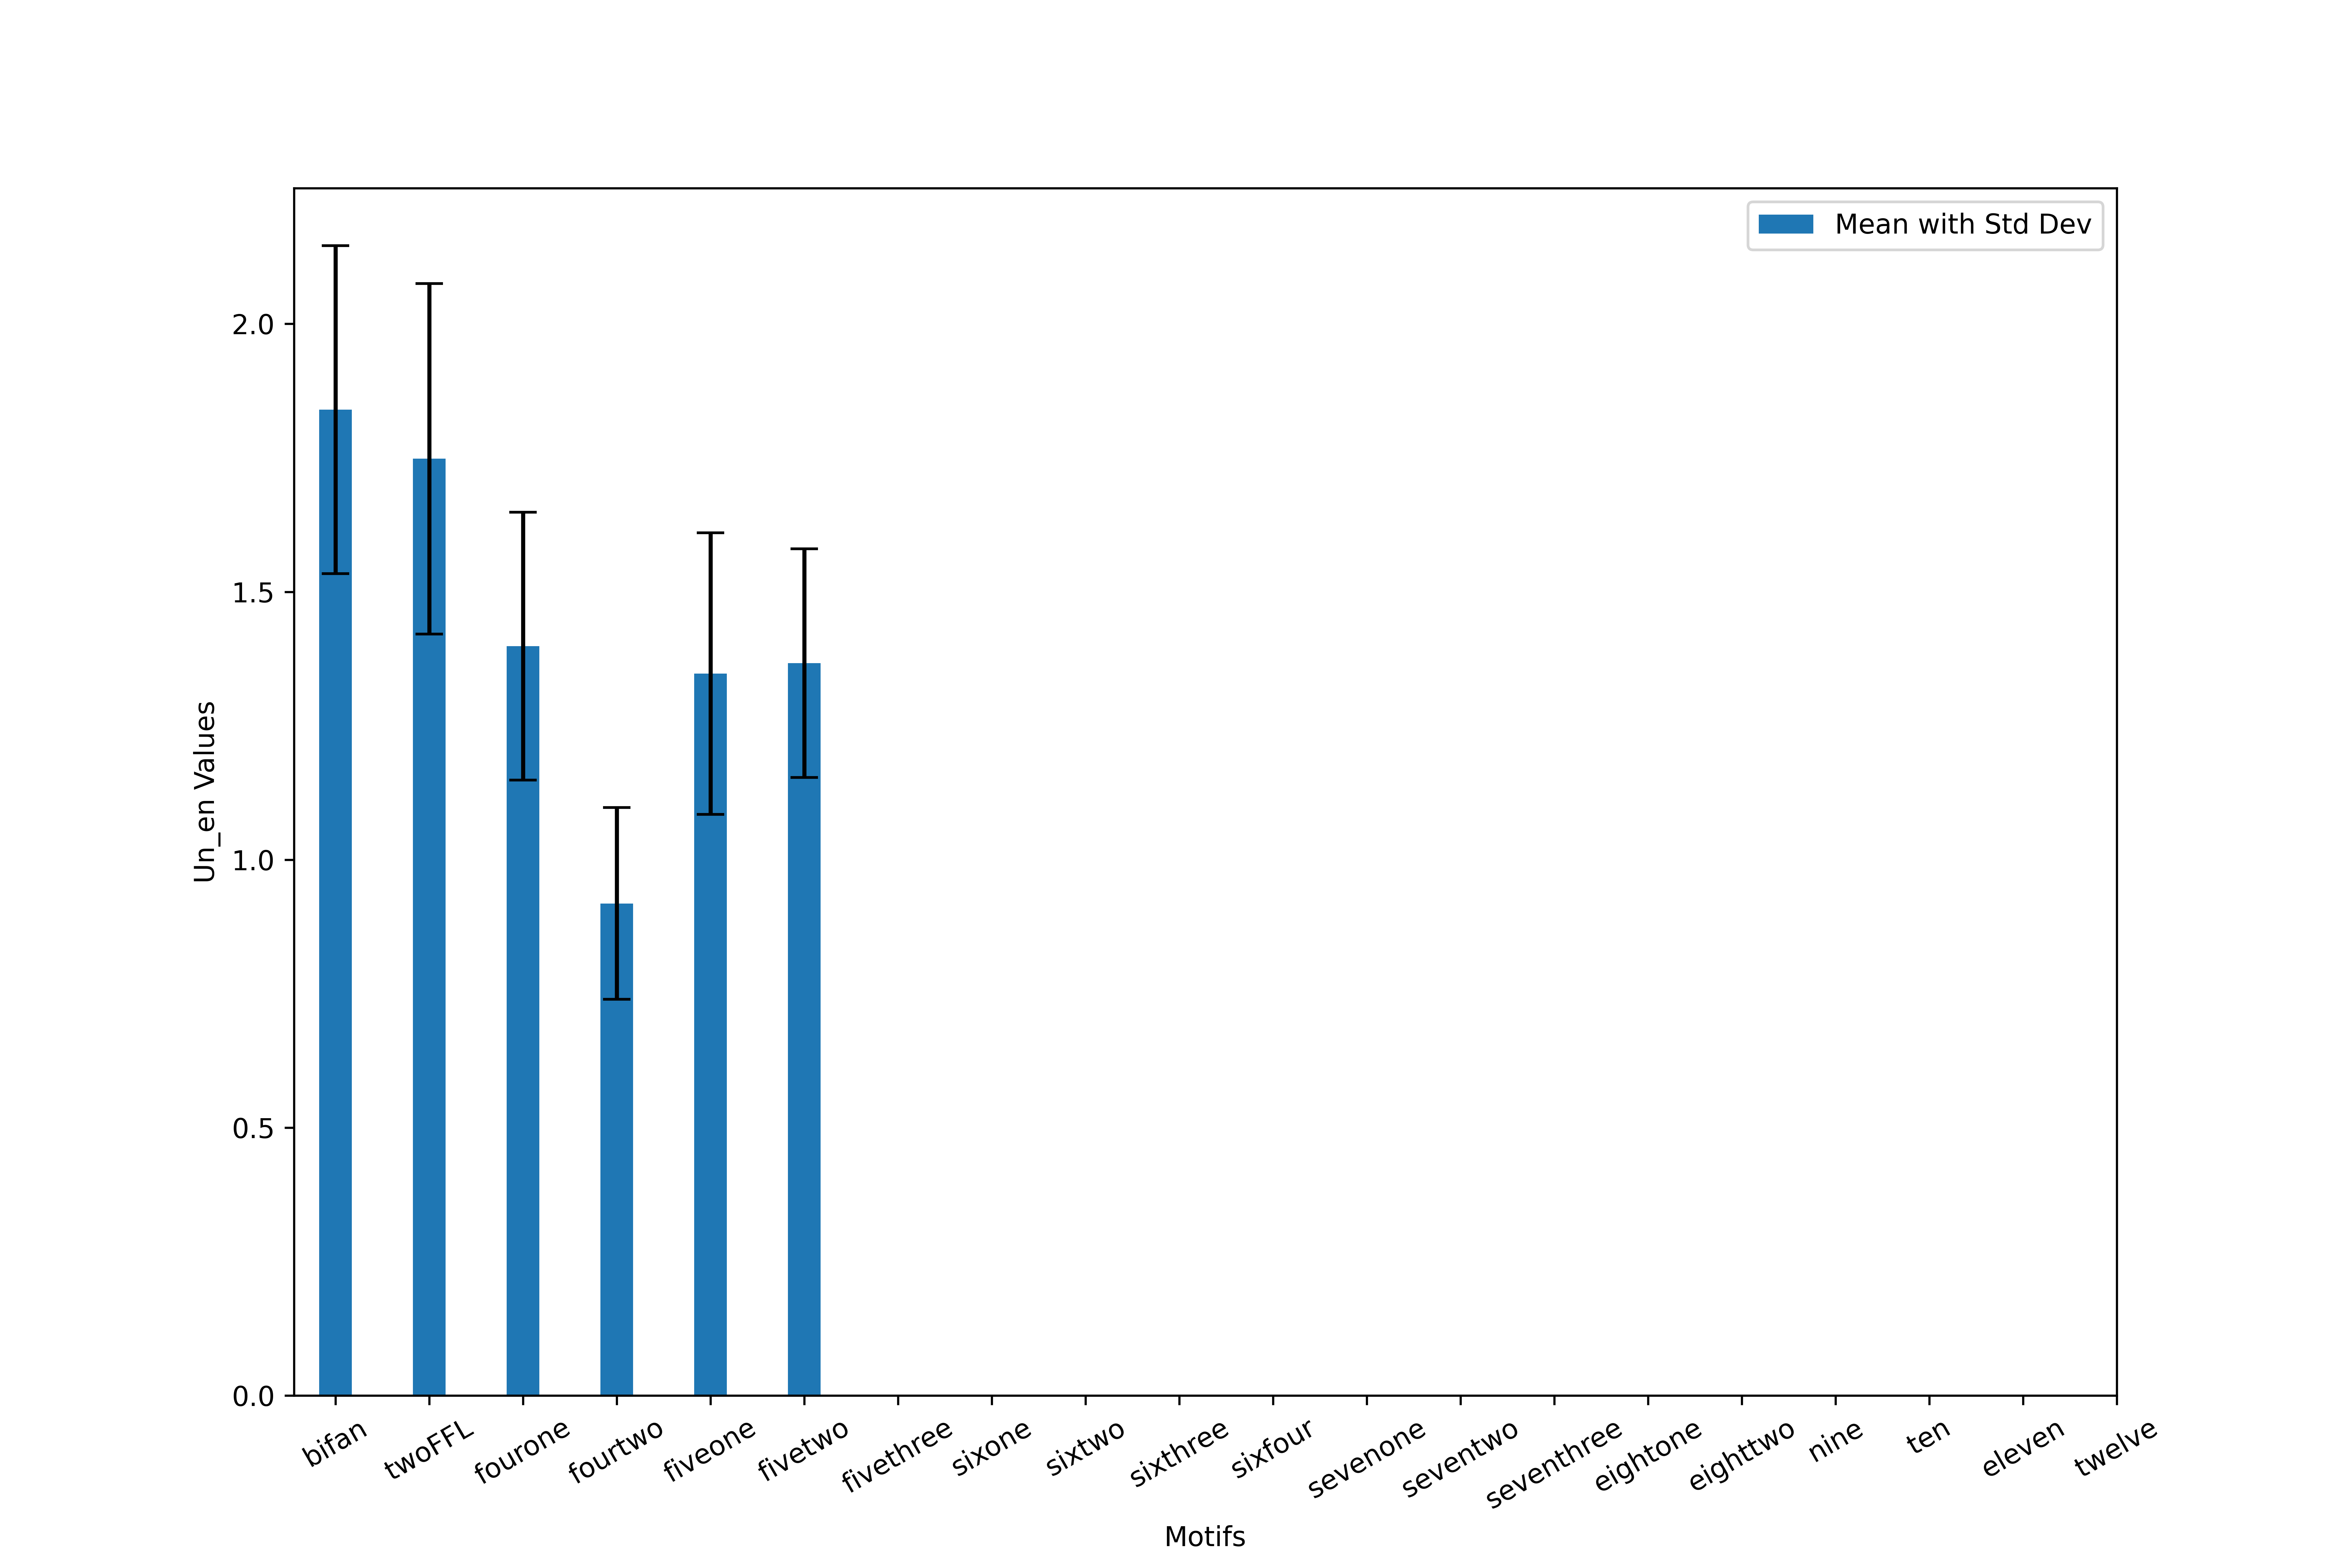 Mean with Std Dev
2.0
1.5
1.0
0.5
0.0
Un_en Values
bifan
twoFFL
fourone
fourtwo
fiveone
fivetwo
fivethree
sixone
sixtwo
sixthree
sixfour
sevenone
seventwo
seventhree
eightone
eighttwo
nine
ten
eleven
twelve
Motifs